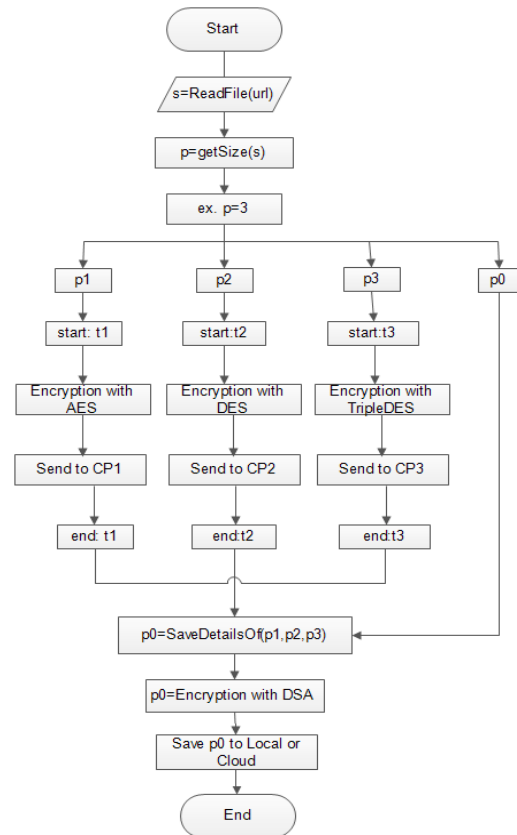 Start
s=ReadFile(url)
p=getSize(s)
ex. p=3
p1
p2
p3
p0
start: t1
start:t2
start:t3
Encryption with
AES
Encryption with
DES
Encryption with
TripleDES
Send to CP1
Send to CP2
Send to CP3
end: t1
end:t2
end:t3
p0=SaveDetailsOf(p1,p2,p3)
p0=Encryption with DSA
Save p0 to Local or
Cloud
End